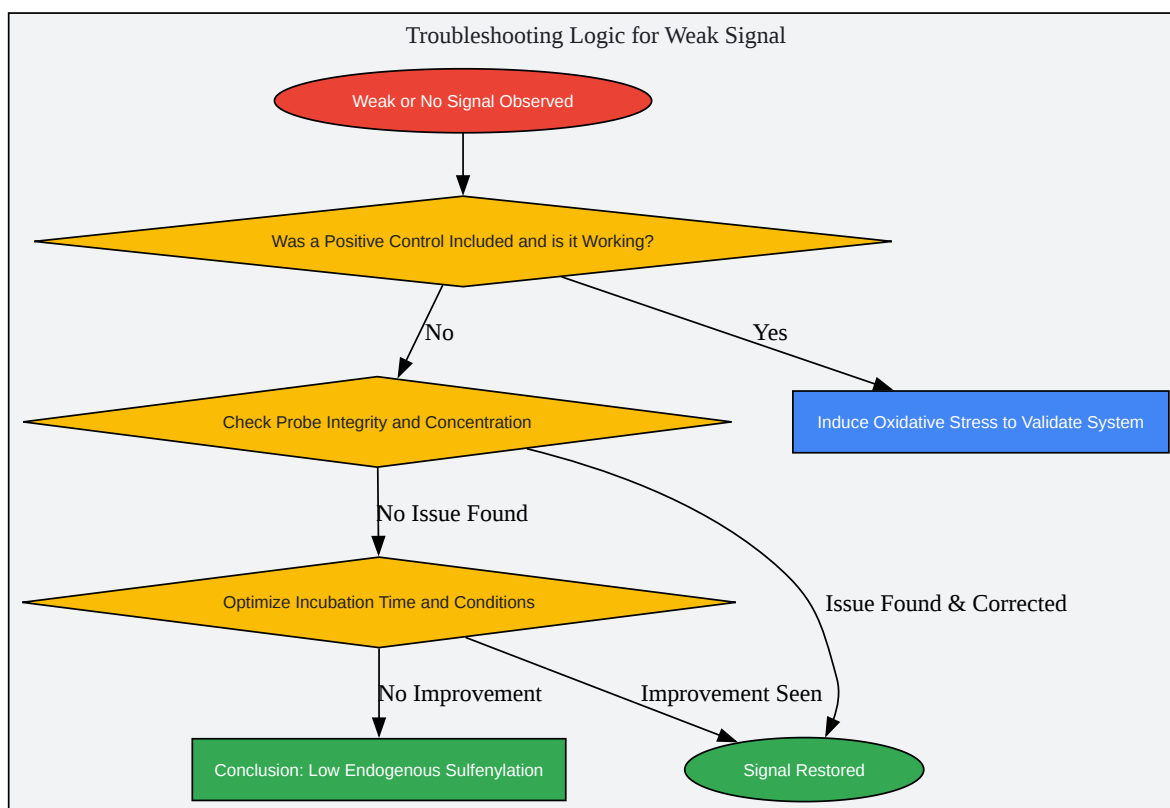 Troubleshooting Logic for Weak Signal
Weak or No Signal Observed
Was a Positive Control Included and is it Working?
No
Yes
Check Probe Integrity and Concentration
Induce Oxidative Stress to Validate System
No Issue Found
Optimize Incubation Time and Conditions
Issue Found & Corrected
No Improvement
Improvement Seen
Conclusion: Low Endogenous Sulfenylation
Signal Restored